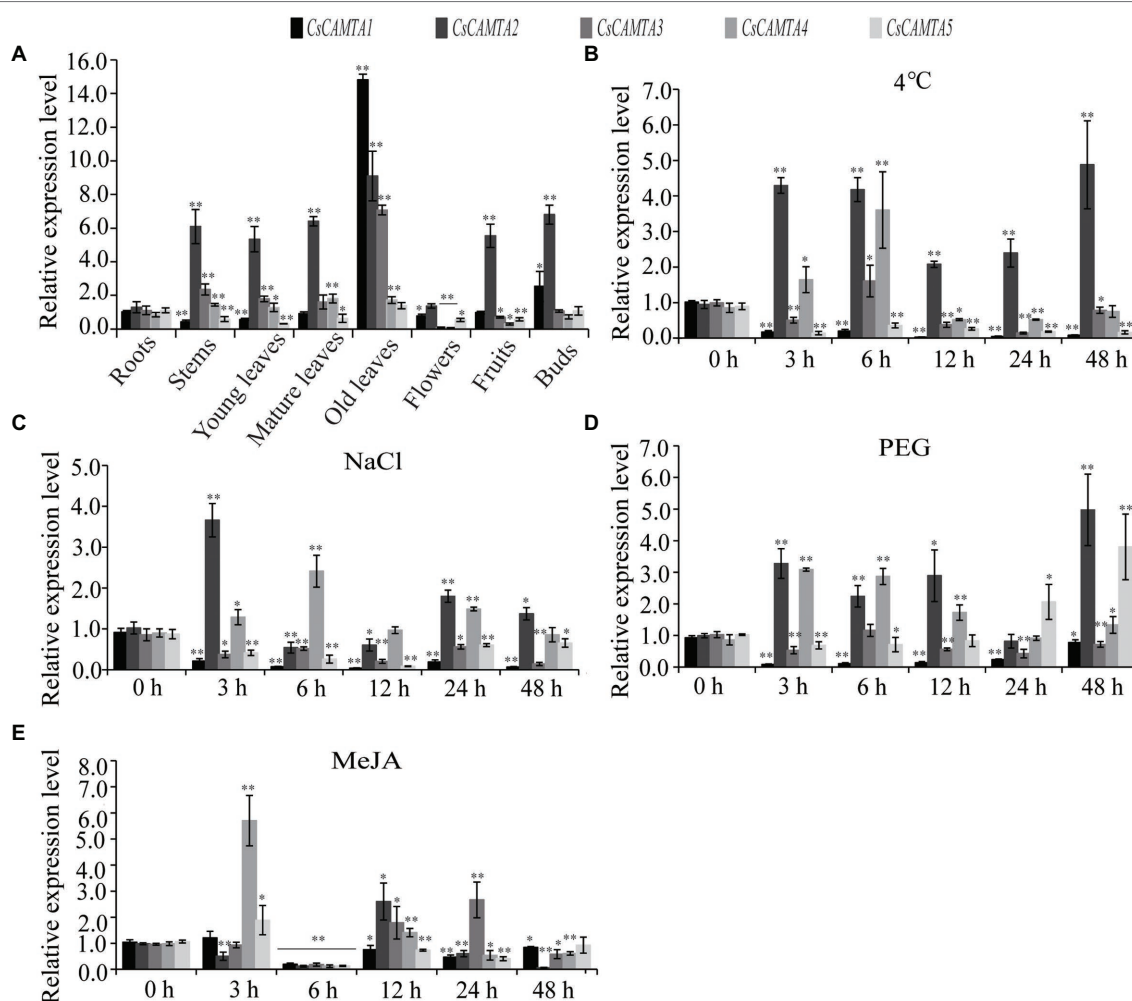 CsCAMTA1 CsCAMTA2 CsCAMTA3 CsCAMTA4 CsCAMTA5
A
Relative expression level
16.0
14.0
12.0
10.0
8.0
6.0
4.0
2.0
0.0
** ** ** ** ** ** ** ** * ** ** ** * ** ** ** ** * ** * ** * * ** * **
Roots Stems Young leaves Mature leaves Old leaves Flowers Fruits Buds
B
4℃
Relative expression level
7.0
6.0
5.0
4.0
3.0
2.0
1.0
0.0
** ** ** * ** ** ** * ** ** ** ** ** * ** ** ** ** ** ** ** ** * **
0 h 3 h 6 h 12 h 24 h 48 h
C
NaCl
Relative expression level
5.0
4.0
3.0
2.0
1.0
0.0
** ** * * ** ** ** ** ** ** ** * ** ** ** ** * ** ** ** * ** *
0 h 3 h 6 h 12 h 24 h 48 h
D
PEG
Relative expression level
7.0
6.0
5.0
4.0
3.0
2.0
1.0
0.0
** ** ** ** ** ** ** ** * ** * ** ** ** ** * * ** ** * **
0 h 3 h 6 h 12 h 24 h 48 h
E
MeJA
Relative expression level
8.0
7.0
6.0
5.0
4.0
3.0
2.0
1.0
0.0
** ** * ** * * * ** ** ** ** ** * ** * ** * **
0 h 3 h 6 h 12 h 24 h 48 h